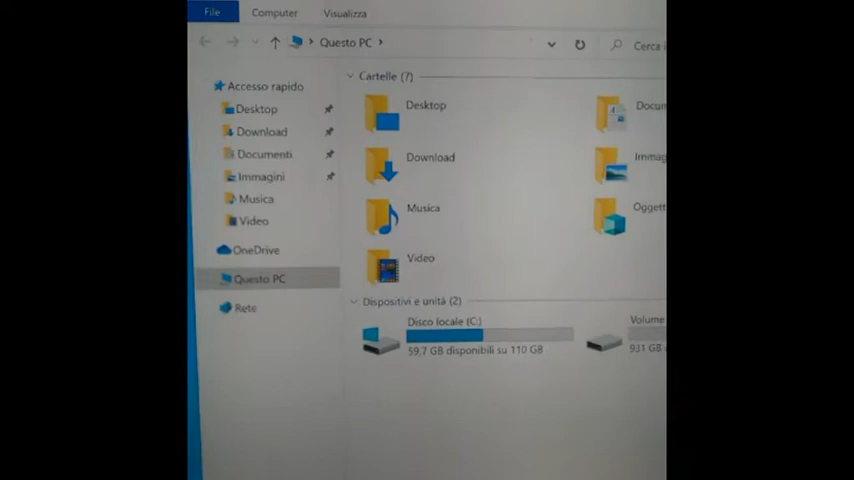 File Computer Visualizza
Questo PC
Cerca
Accesso rapido
Desktop
Download
Documenti
Immagini
Musica
Video
OneDrive
Questo PC
Rete
Cartelle (7)
Desktop
Docum
Download
Immag
Musica
Oggett
Video
Dispositivi e unità (2)
Disco locale (C:)
59,7 GB disponibili su 110 GB
Volume
931 GB